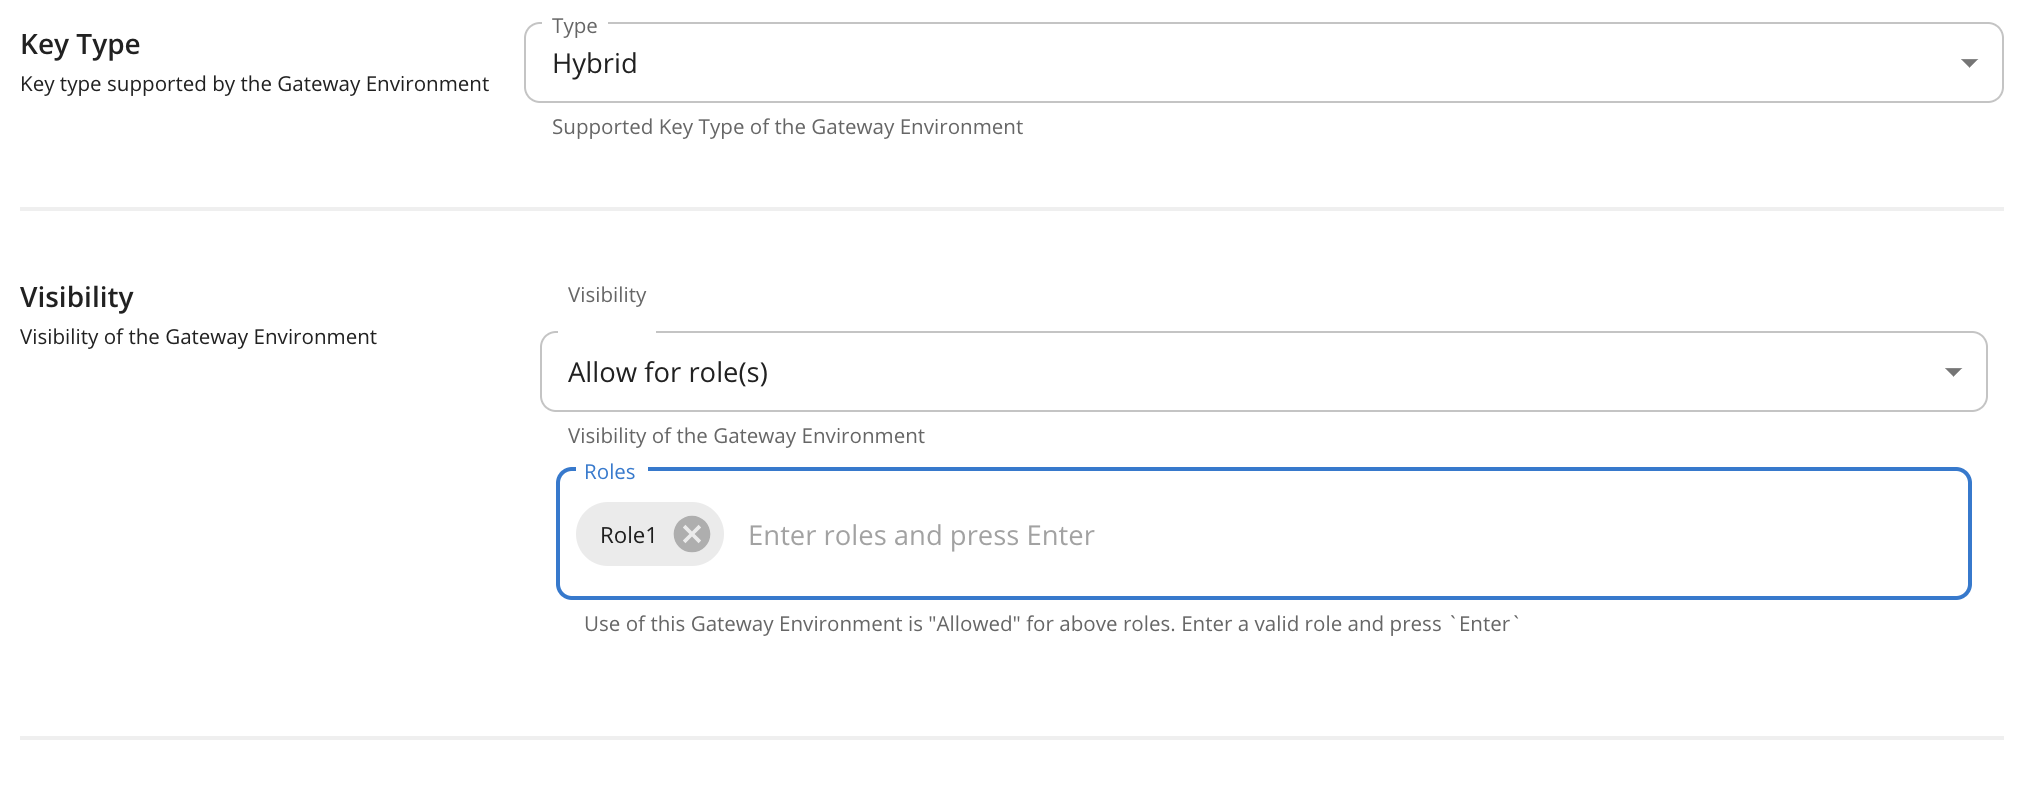 Key Type
Key type supported by the Gateway Environment
Type
Hybrid
Supported Key Type of the Gateway Environment
Visibility
Visibility of the Gateway Environment
Visibility
Allow for role(s)
Visibility of the Gateway Environment
Roles
Role1 Enter roles and press Enter
Use of this Gateway Environment is "Allowed" for above roles. Enter a valid role and press `Enter`